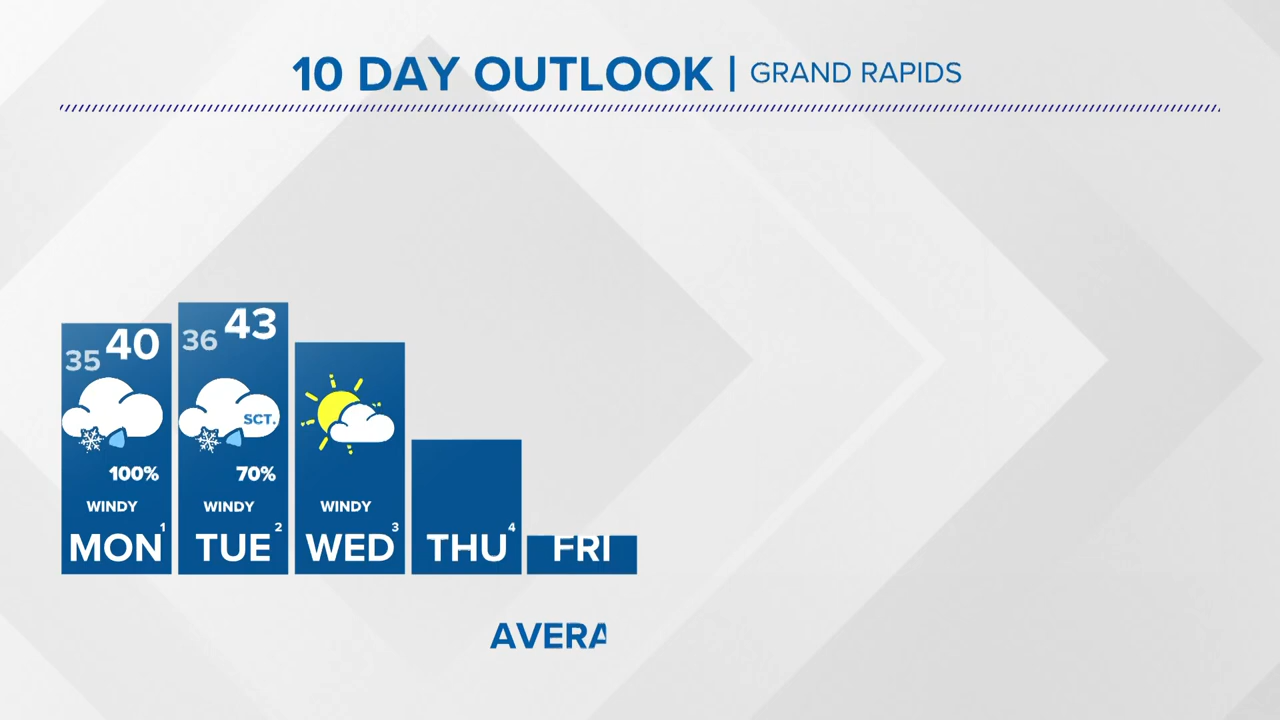 10 DAY OUTLOOK | GRAND RAPIDS
35 40
36 43
SCT.
100%
70%
WINDY
WINDY
WINDY
MON 1
TUE 2
WED 3
THU 4
FRI
AVERA